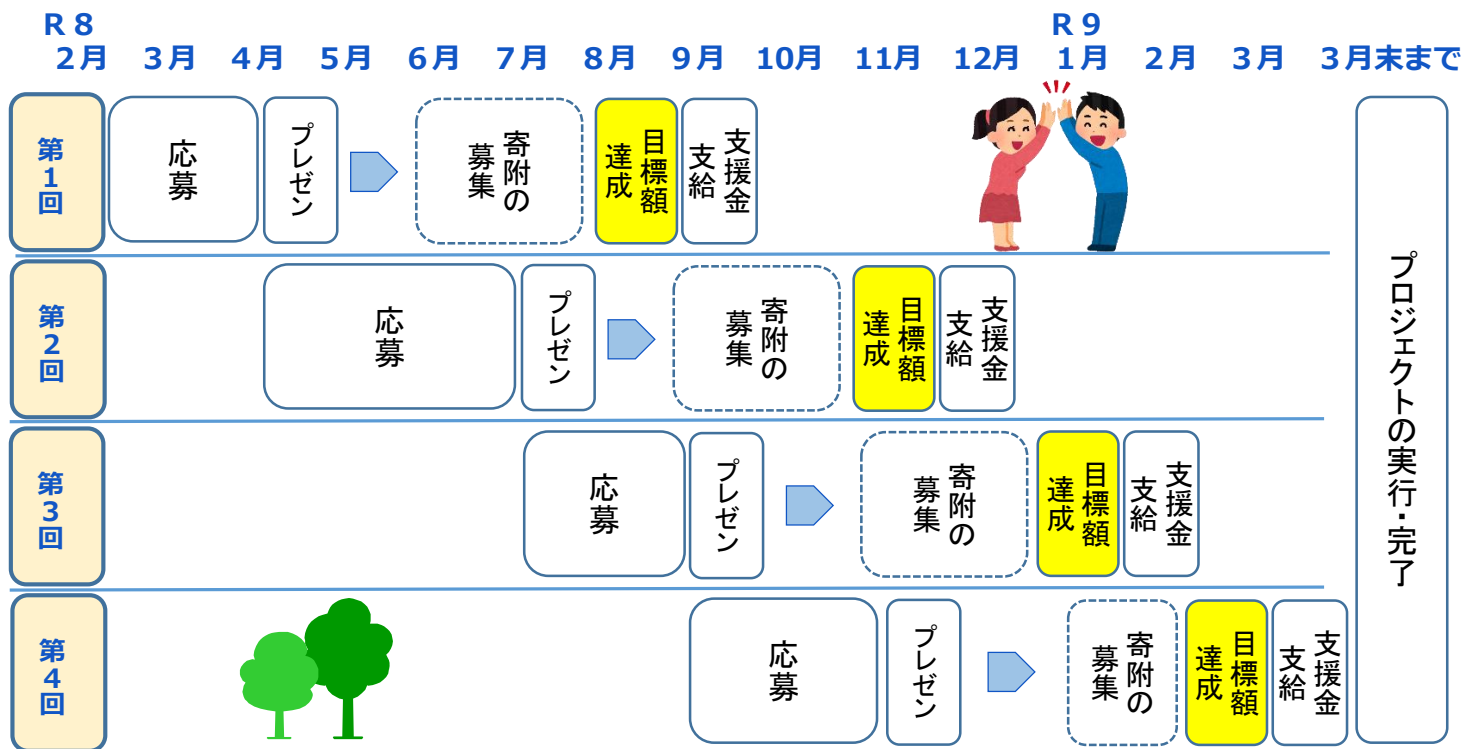 R 8
R 9
2月 3月 4月 5月 6月 7月 8月 9月 10月 11月 12月 1月 2月 3月 3月末まで
第1回
応募
プレゼン
寄附の
募集
目標額
達成
支援金
支給
第2回
応募
プレゼン
寄附の
募集
目標額
達成
支援金
支給
第3回
応募
プレゼン
寄附の
募集
目標額
達成
支援金
支給
第4回
応募
プレゼン
寄附の
募集
目標額
達成
支援金
支給
プロジェクトの実行・完了